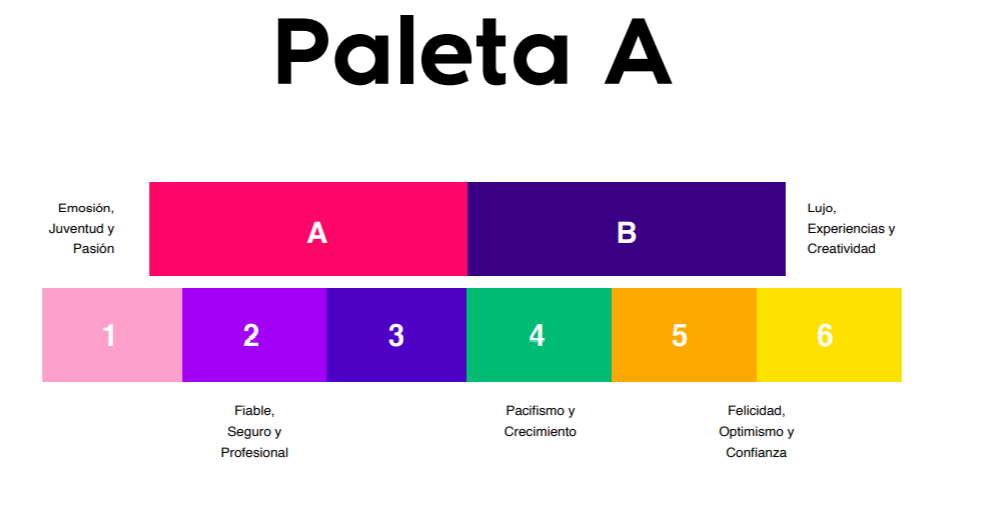 Paleta A
Emosión,
Juventud y
Pasión
A
B
Lujo,
Experiencias y
Creatividad
1
2
3
4
5
6
Fiable,
Seguro y
Profesional
Pacifismo y
Crecimiento
Felicidad,
Optimismo y
Confianza